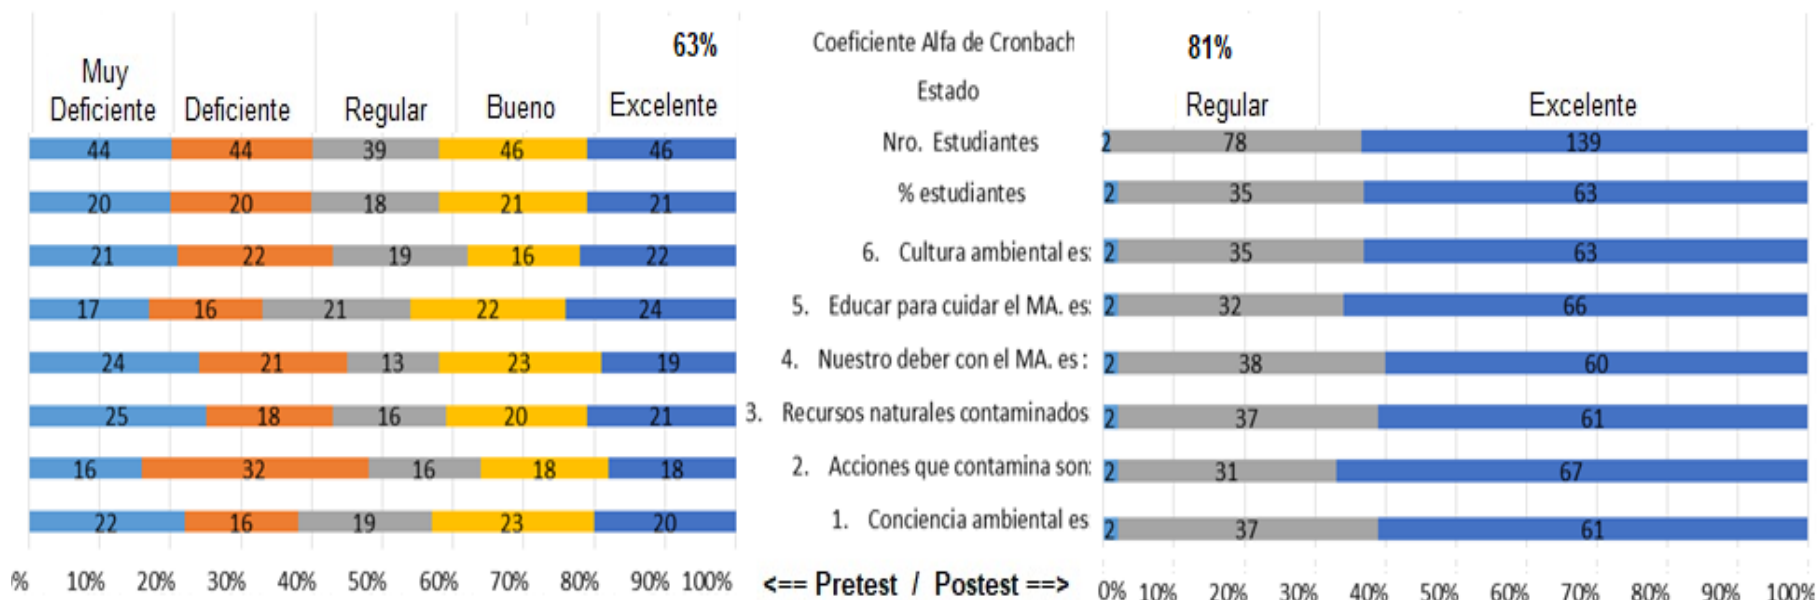 63% Coeficiente Alfa de Cronbach 81%
Muy Deficiente Deficiente Regular Bueno Excelente Estado Regular Excelente
44 44 39 46 46 Nro. Estudiantes 2 78 139
20 20 18 21 21 % estudiantes 2 35 63
21 22 19 16 22 6. Cultura ambiental es: 2 35 63
17 16 21 22 24 5. Educar para cuidar el MA. es: 2 32 66
24 21 13 23 19 4. Nuestro deber con el MA. es : 2 38 60
25 18 16 20 21 3. Recursos naturales contaminados 2 37 61
16 32 16 18 18 2. Acciones que contamina son: 2 31 67
22 16 19 23 20 1. Conciencia ambiental es 2 37 61
% 10% 20% 30% 40% 50% 60% 70% 80% 90% 100% <== Pretest / Postest ==> 0% 10% 20% 30% 40% 50% 60% 70% 80% 90% 100%